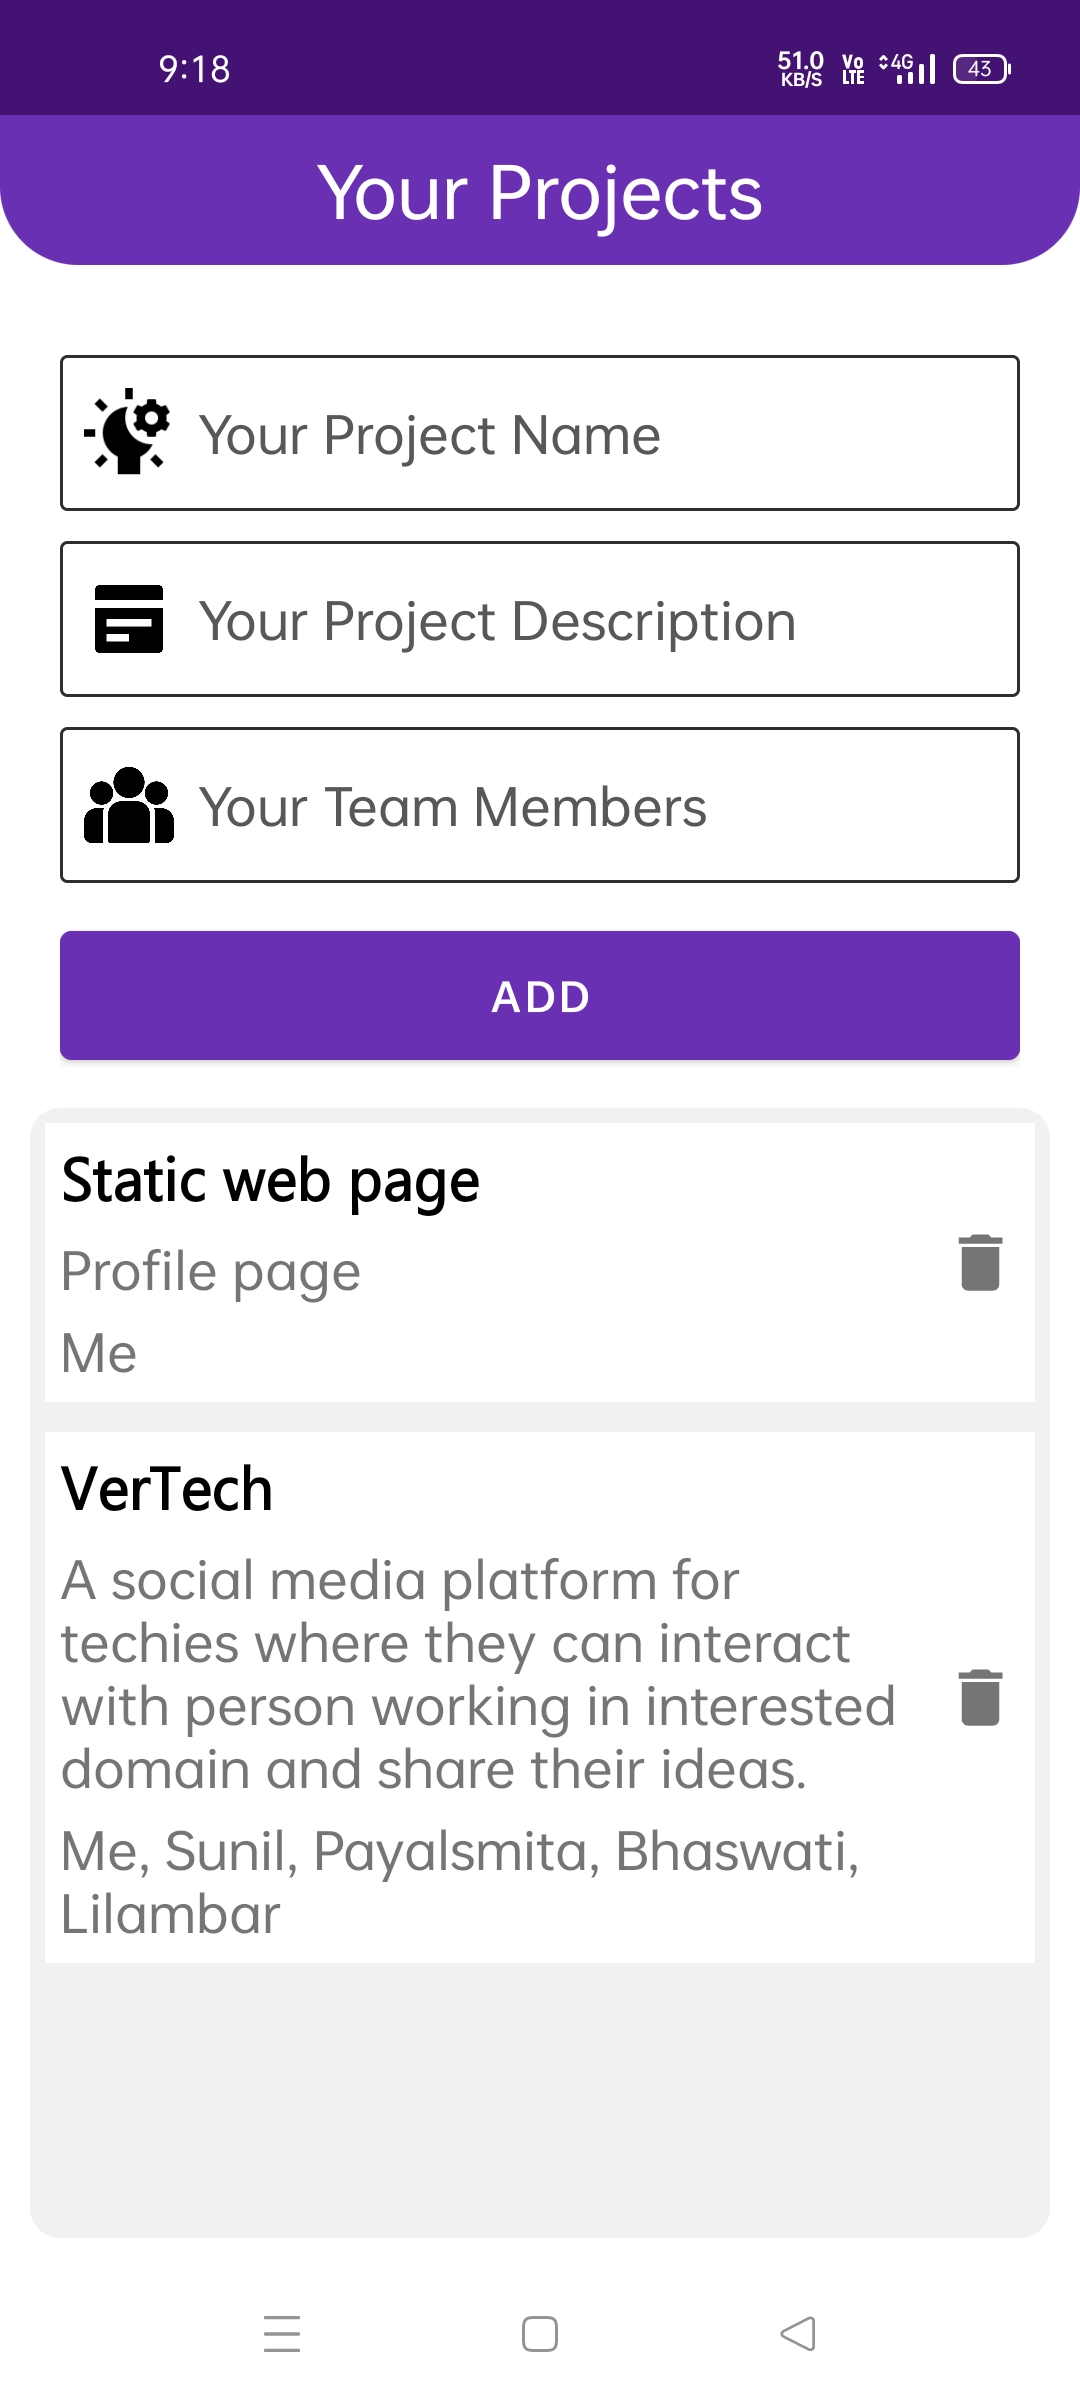 9:18
51.0
KB/S
Vo
LTE
4G
43
Your Projects
Your Project Name
Your Project Description
Your Team Members
ADD
Static web page
Profile page
Me
VerTech
A social media platform for
techies where they can interact
with person working in interested
domain and share their ideas.
Me, Sunil, Payalsmita, Bhaswati,
Lilambar